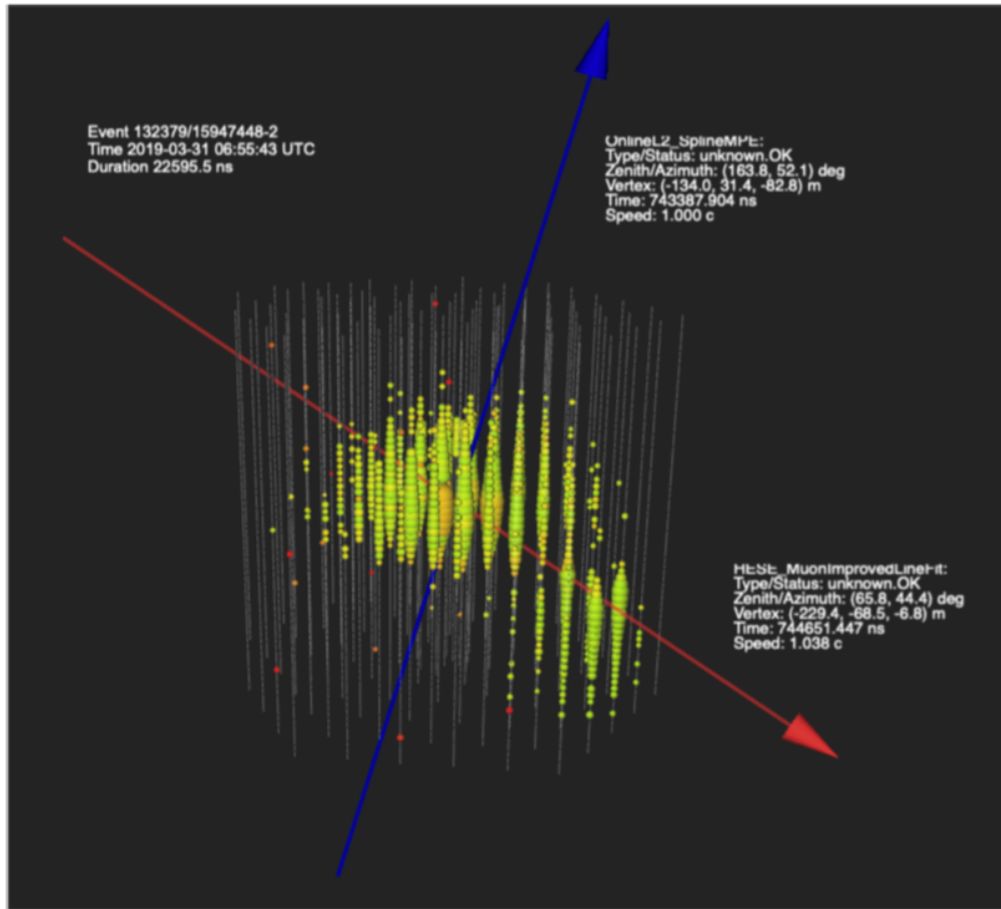 Event 132379/15947448-2
Time 2019-03-31 06:55:43 UTC
Duration 22595.5 ns
OnlineL2_SplineMPE:
Type/Status: unknown.OK
Zenith/Azimuth: (163.8, 52.1) deg
Vertex: (-134.0, 31.4, -82.8) m
Time: 743387.904 ns
Speed: 1.000 c
HESE_MuonImprovedLineFit:
Type/Status: unknown.OK
Zenith/Azimuth: (65.8, 44.4) deg
Vertex: (-229.4, -68.5, -6.8) m
Time: 744651.447 ns
Speed: 1.038 c